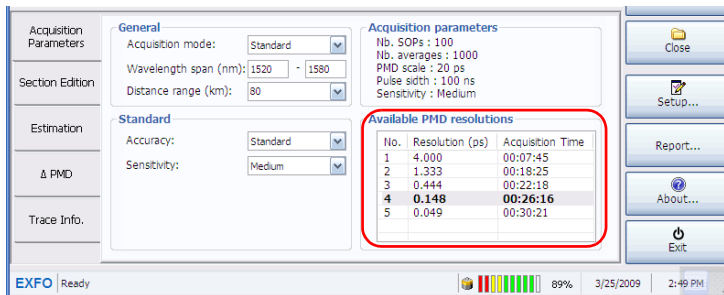 Acquisition
Parameters
Section Edition
Estimation
Δ PMD
Trace Info.
General
Acquisition mode: Standard
Wavelength span (nm): 1520 - 1580
Distance range (km): 80
Standard
Accuracy: Standard
Sensitivity: Medium
Acquisition parameters
Nb. SOPs : 100
Nb. averages : 1000
PMD scale : 20 ps
Pulse sidth : 100 ns
Sensitivity : Medium
Available PMD resolutions
No. Resolution (ps) Acquisition Time
1 4.000 00:07:45
2 1.333 00:18:25
3 0.444 00:22:18
4 0.148 00:26:16
5 0.049 00:30:21
Close
Setup...
Report...
About...
Exit
EXFO Ready 89% 3/25/2009 2:49 PM